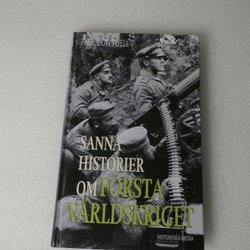 PAUL DOWSWELL
SANNA
HISTORIER
OM FÖRSTA
VÄRLDSKRIGET
HISTORISKA MEDIA